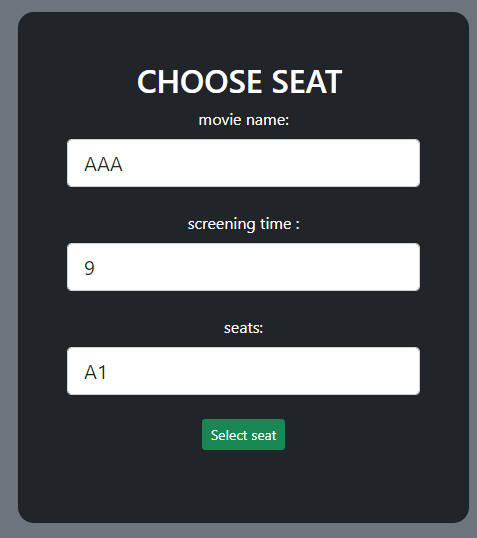 CHOOSE SEAT
movie name:
AAA
screening time :
9
seats:
A1
Select seat